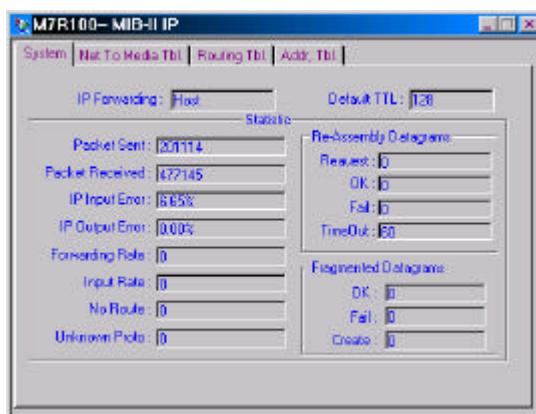 M7R100-- MIB-II IP
System Net To Media Tbl. Routing Tbl. Addr, Tbl.
IP Forwarding : Host Default TTL : 128
Statistic
Packet Sent : 201114
Packet Received : 477145
IP Input Error : 6.65%
IP Output Error : 0.00%
Forwarding Rate : 0
Input Rate : 0
No Route : 0
Unknown Proto : 0
Re-Assembly Datagrams
Request : 0
OK : 0
Fail : 0
TimeOut : 60
Fragmented Datagrams
OK : 0
Fail : 0
Create : 0